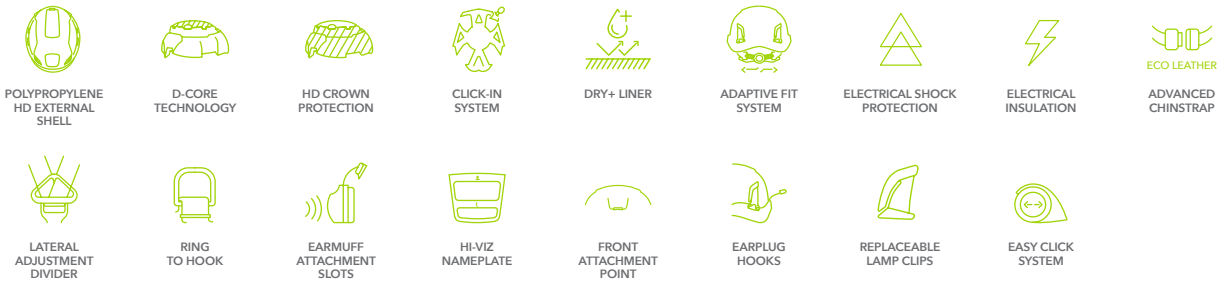 ECO LEATHER
POLYPROPYLENE
HD EXTERNAL
SHELL
D-CORE
TECHNOLOGY
HD CROWN
PROTECTION
CLICK-IN
SYSTEM
DRY+ LINER
ADAPTIVE FIT
SYSTEM
ELECTRICAL SHOCK
PROTECTION
ELECTRICAL
INSULATION
ADVANCED
CHINSTRAP
LATERAL
ADJUSTMENT
DIVIDER
RING
TO HOOK
EARMUFF
ATTACHMENT
SLOTS
HI-VIZ
NAMEPLATE
FRONT
ATTACHMENT
POINT
EARPLUG
HOOKS
REPLACEABLE
LAMP CLIPS
EASY CLICK
SYSTEM